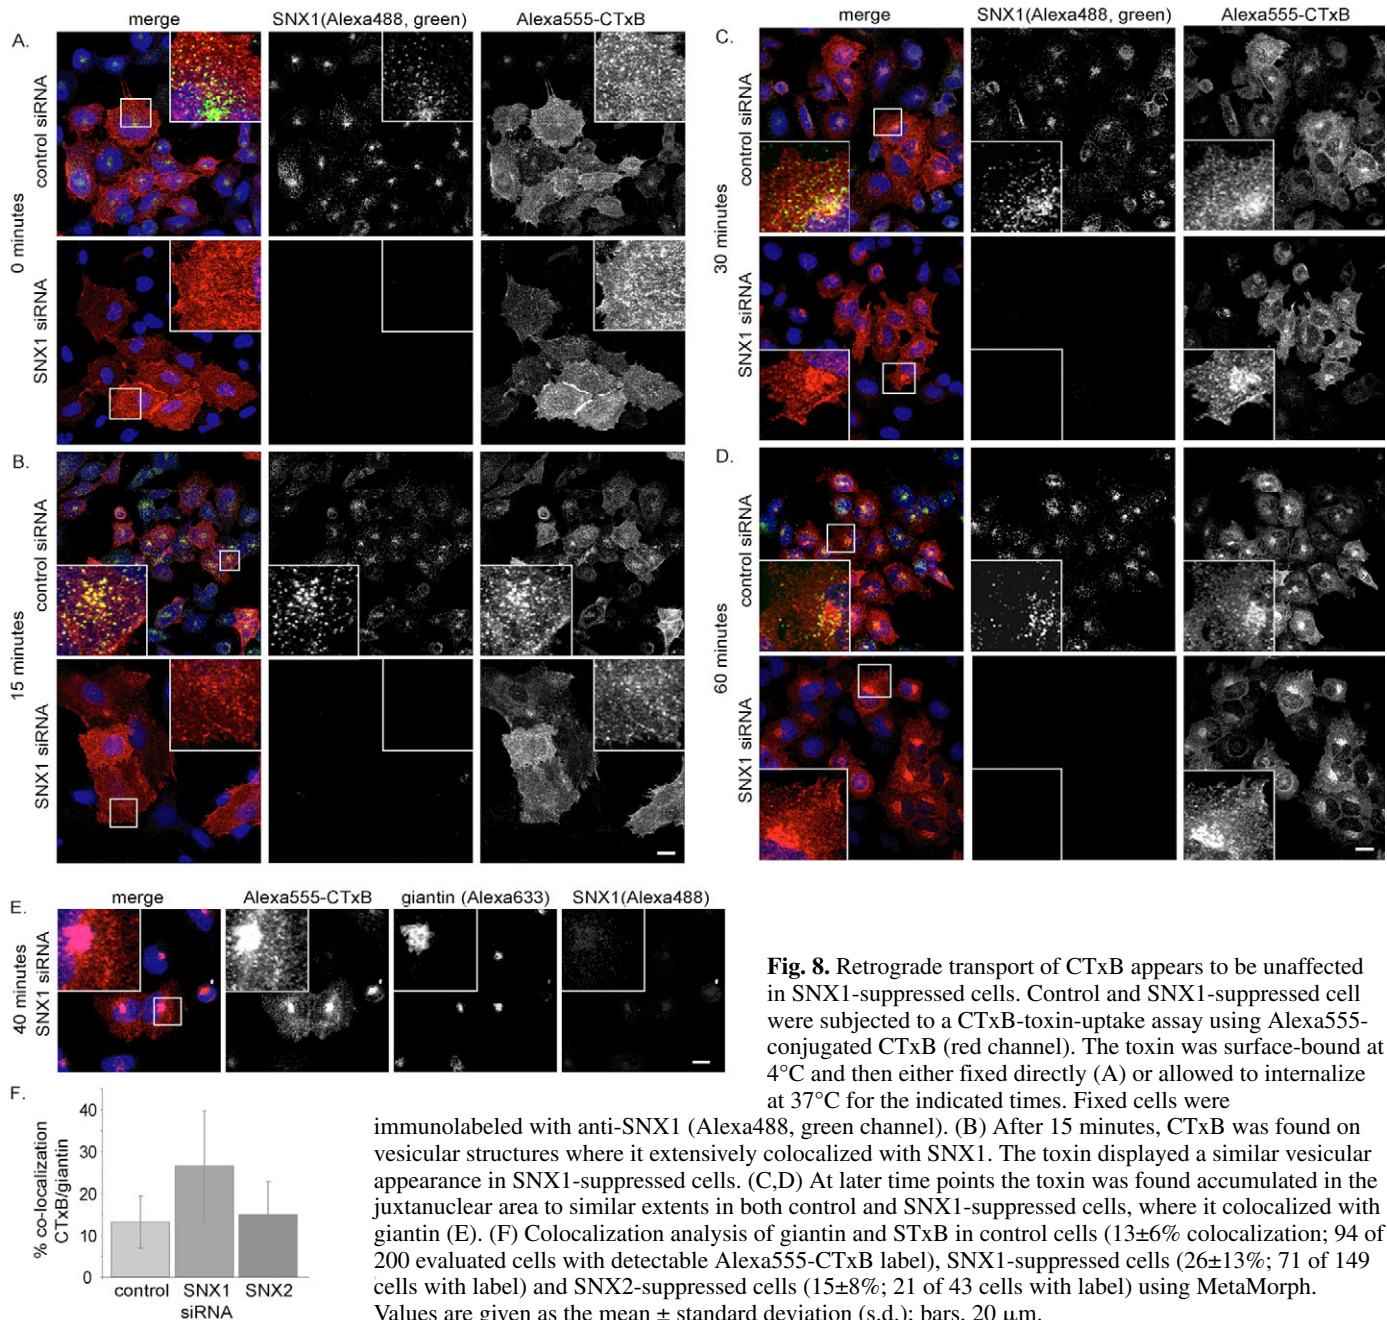 A.
merge
SNX1(Alexa488, green)
Alexa555-CTxB
0 minutes
control siRNA
SNX1 siRNA
B.
15 minutes
control siRNA
SNX1 siRNA
C.
merge
SNX1(Alexa488, green)
Alexa555-CTxB
30 minutes
control siRNA
SNX1 siRNA
D.
60 minutes
control siRNA
SNX1 siRNA
E.
merge
Alexa555-CTxB
giantin (Alexa633)
SNX1(Alexa488)
40 minutes
SNX1 siRNA
F.
% co-localization
CTxB/giantin
40
30
20
10
0
control
SNX1
SNX2
siRNA
Fig. 8. Retrograde transport of CTxB appears to be unaffected
in SNX1-suppressed cells. Control and SNX1-suppressed cell
were subjected to a CTxB-toxin-uptake assay using Alexa555-
conjugated CTxB (red channel). The toxin was surface-bound at
4°C and then either fixed directly (A) or allowed to internalize
at 37°C for the indicated times. Fixed cells were
immunolabeled with anti-SNX1 (Alexa488, green channel). (B) After 15 minutes, CTxB was found on
vesicular structures where it extensively colocalized with SNX1. The toxin displayed a similar vesicular
appearance in SNX1-suppressed cells. (C,D) At later time points the toxin was found accumulated in the
juxtanuclear area to similar extents in both control and SNX1-suppressed cells, where it colocalized with
giantin (E). (F) Colocalization analysis of giantin and STxB in control cells (13±6% colocalization; 94 of
200 evaluated cells with detectable Alexa555-CTxB label), SNX1-suppressed cells (26±13%; 71 of 149
cells with label) and SNX2-suppressed cells (15±8%; 21 of 43 cells with label) using MetaMorph.
Values are given as the mean ± standard deviation (s.d.); bars, 20 μm.